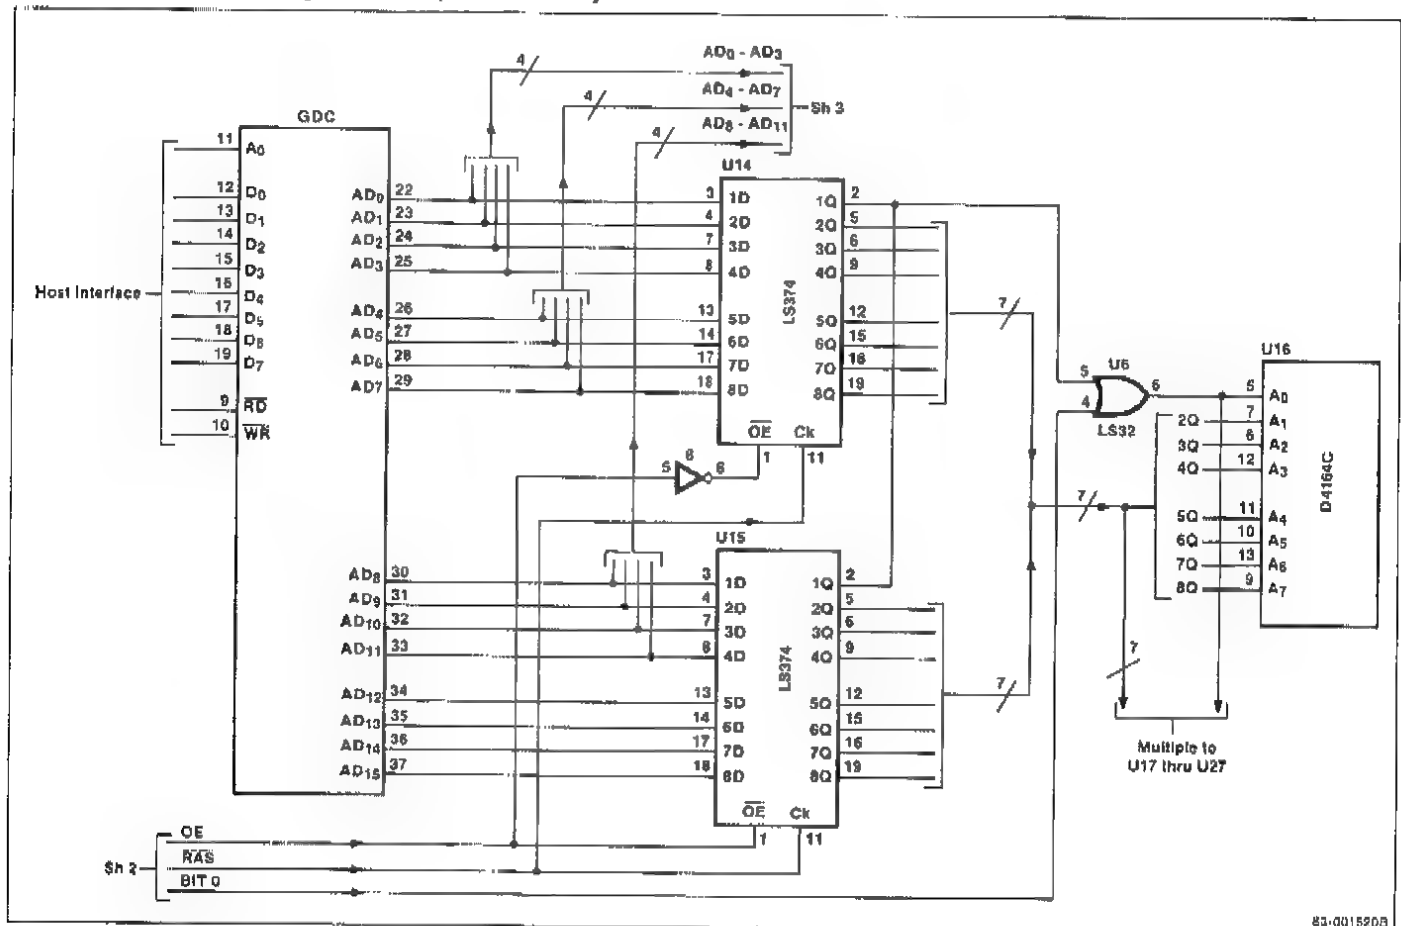 AD0 - AD3
4
AD4 - AD7
4
Sh 3
AD8 - AD11
4
GDC
U14
11 A0
12 D0
13 D1
14 D2
15 D3
16 D4
17 D5
18 D6
19 D7
9 RD
10 WR
Host Interface
AD0 22
AD1 23
AD2 24
AD3 25
AD4 26
AD5 27
AD6 28
AD7 29
3 1D 1Q 2
4 2D 2Q 5
7 3D 3Q 6
8 4D 4Q 9
LS374
13 5D 5Q 12
14 6D 6Q 15
17 7D 7Q 16
18 8D 8Q 19
OE Ck
1 11
7
5 6 6
U6
5
4
6
LS32
U16
5 A0
2Q 7 A1
3Q 6 A2
4Q 12 A3
D4164C
5Q 11 A4
6Q 10 A5
7Q 13 A6
8Q 9 A7
7
7
Multiple to
U17 thru U27
U15
AD8 30
AD9 31
AD10 32
AD11 33
AD12 34
AD13 35
AD14 36
AD15 37
3 1D 1Q 2
4 2D 2Q 5
7 3D 3Q 6
8 4D 4Q 9
LS374
13 5D 5Q 12
14 6D 6Q 15
17 7D 7Q 16
18 8D 8Q 19
OE Ck
1 11
7
Sh 2
OE
RAS
BIT 0
83-001520B